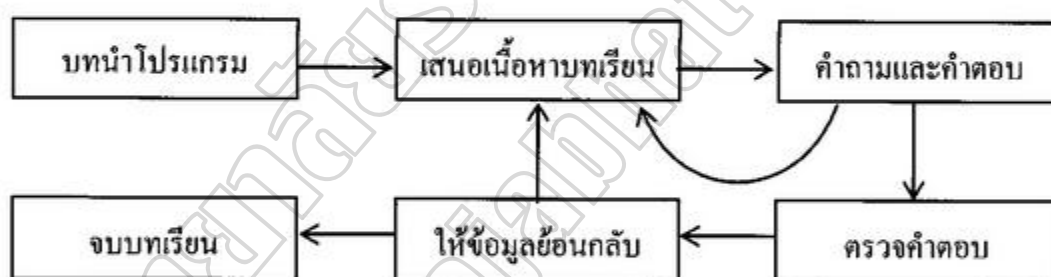 บทนำโปรแกรม
เสนอเนื้อหาบทเรียน
คำถามและคำตอบ
จบบทเรียน
ให้ข้อมูลย้อนกลับ
ตรวจคำตอบ